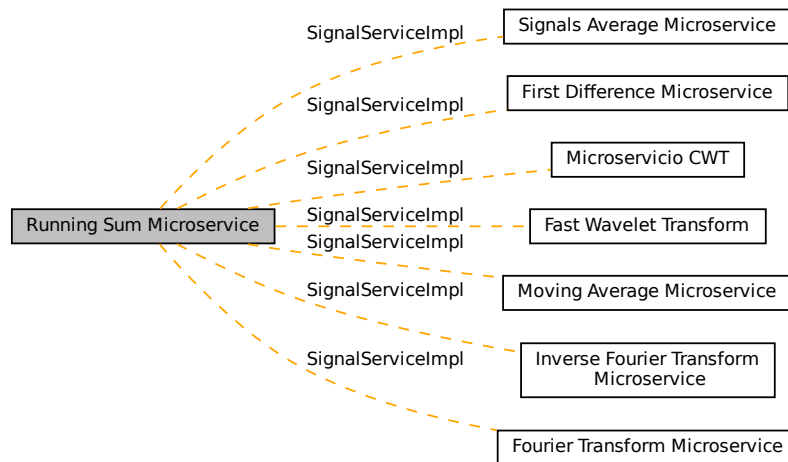 SignalServiceImpl
Signals Average Microservice
SignalServiceImpl
First Difference Microservice
SignalServiceImpl
Microservicio CWT
Running Sum Microservice
SignalServiceImpl
Fast Wavelet Transform
SignalServiceImpl
Moving Average Microservice
SignalServiceImpl
Inverse Fourier Transform
Microservice
SignalServiceImpl
Fourier Transform Microservice